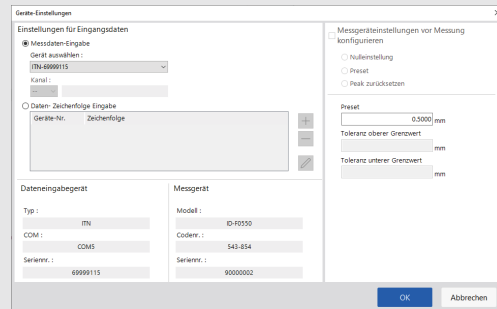 Geräte-Einstellungen
Einstellungen für Eingangsdaten
Messdaten-Eingabe
Gerät auswählen :
ITN-69999115
Kanal :
--
Daten- Zeichenfolge Eingabe
Geräte-Nr. Zeichenfolge
Dateneingabegerät
Typ :
ITN
COM :
COM5
Seriennr. :
69999115
Messgerät
Modell :
ID-F0550
Codenr. :
543-854
Seriennr. :
90000002
Messgeräteinstellungen vor Messung
konfigurieren
Nulleinstellung
Preset
Peak zurücksetzen
Preset
0.5000 mm
Toleranz oberer Grenzwert
mm
Toleranz unterer Grenzwert
mm
OK Abbrechen